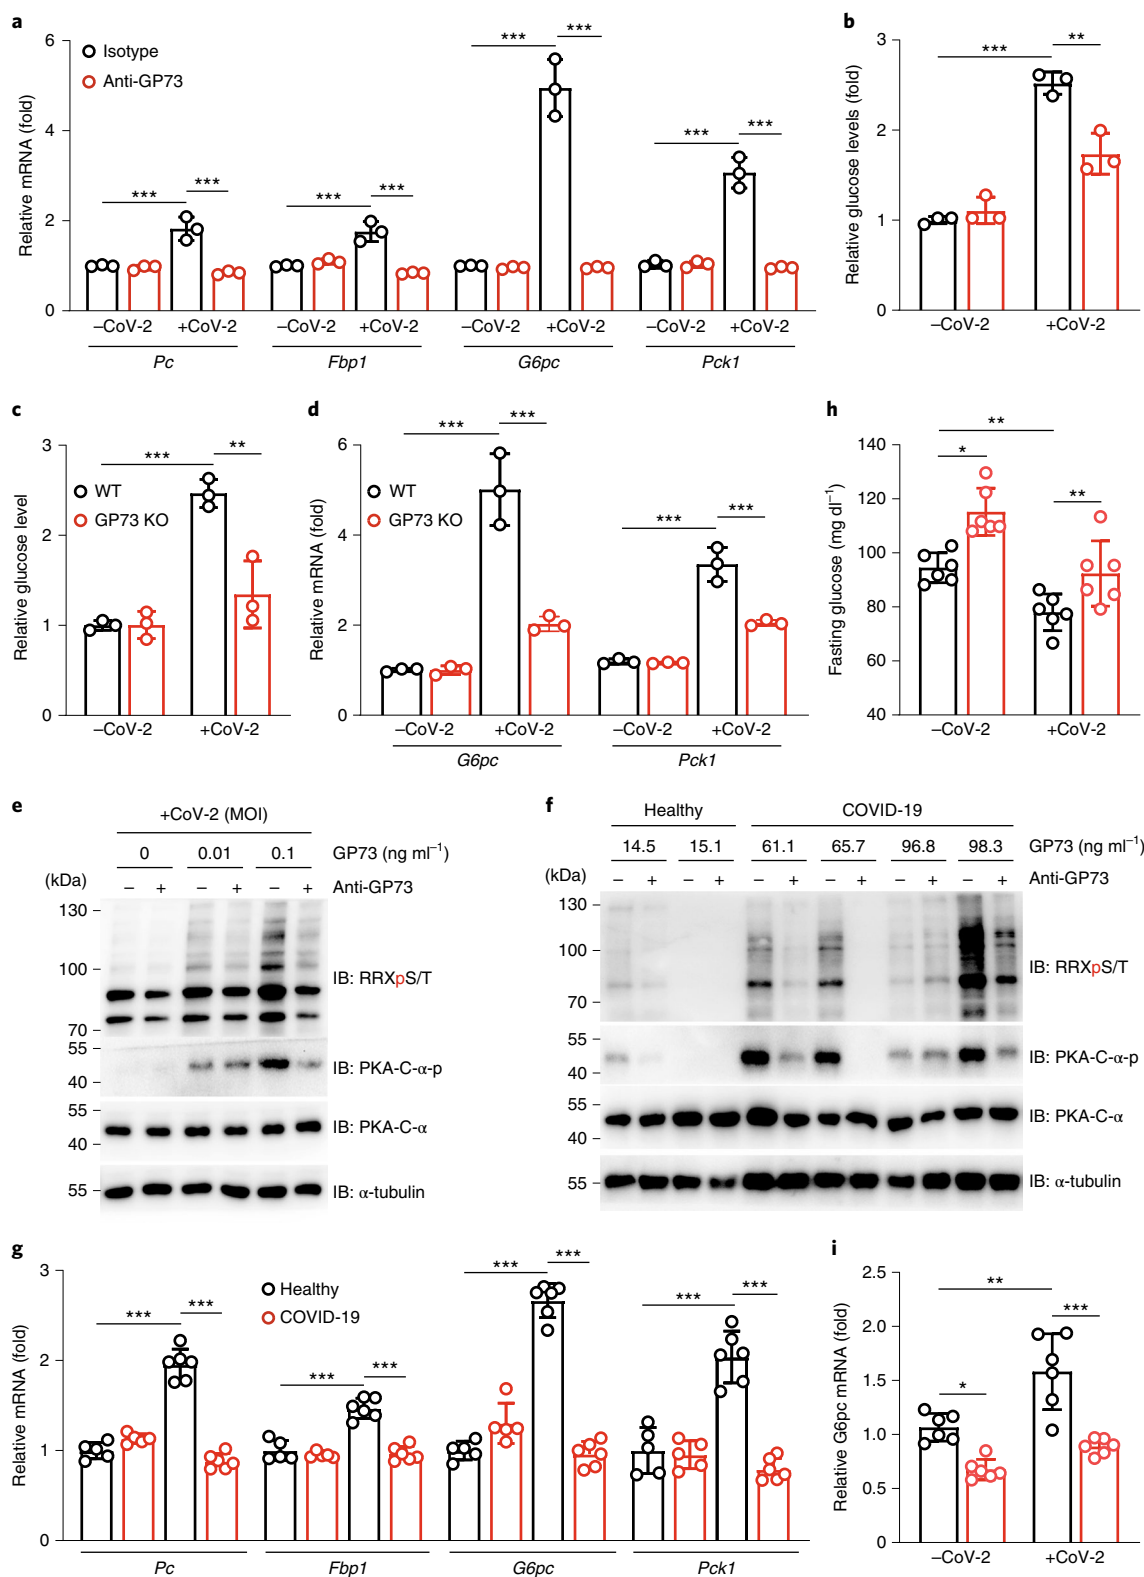 a
Relative mRNA (fold)
6
4
2
0
Isotype
Anti-GP73
*** ***
*** ***
*** ***
*** ***
–CoV-2 +CoV-2 –CoV-2 +CoV-2 –CoV-2 +CoV-2 –CoV-2 +CoV-2
Pc Fbp1 G6pc Pck1
b
Relative glucose levels (fold)
3
2
1
0
*** **
–CoV-2 +CoV-2
c
Relative glucose level
3
2
1
0
*** **
WT
GP73 KO
–CoV-2 +CoV-2
d
Relative mRNA (fold)
6
4
2
0
*** ***
*** ***
WT
GP73 KO
–CoV-2 +CoV-2 –CoV-2 +CoV-2
G6pc Pck1
h
Fasting glucose (mg dl–1)
140
120
100
80
60
40
**
* **
–CoV-2 +CoV-2
e
+CoV-2 (MOI)
0 0.01 0.1 GP73 (ng ml–1)
(kDa) – + – + – + Anti-GP73
130
100
70
IB: RRXpS/T
55
40
IB: PKA-C-α-p
55
40
IB: PKA-C-α
55
IB: α-tubulin
f
Healthy COVID-19
14.5 15.1 61.1 65.7 96.8 98.3 GP73 (ng ml–1)
(kDa) – + – + – + – + – + – + Anti-GP73
130
100
70
IB: RRXpS/T
55
40
IB: PKA-C-α-p
55
40
IB: PKA-C-α
55
IB: α-tubulin
g
Relative mRNA (fold)
3
2
1
0
Healthy
COVID-19
*** ***
*** ***
*** ***
*** ***
Pc Fbp1 G6pc Pck1
i
Relative G6pc mRNA (fold)
2.5
2.0
1.5
1.0
0.5
0
**
* ***
–CoV-2 +CoV-2